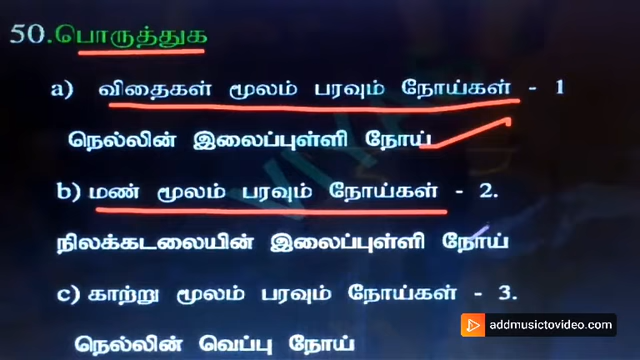 50.பொருத்துக
a) விதைகள் மூலம் பரவும் நோய்கள் - 1
நெல்லின் இலைப்புள்ளி நோய்
b) மண் மூலம் பரவும் நோய்கள் - 2.
நிலக்கடலையின் இலைப்புள்ளி நோய்
c) காற்று மூலம் பரவும் நோய்கள் - 3.
நெல்லின் வெப்பு நோய்
addmusictovideo.com